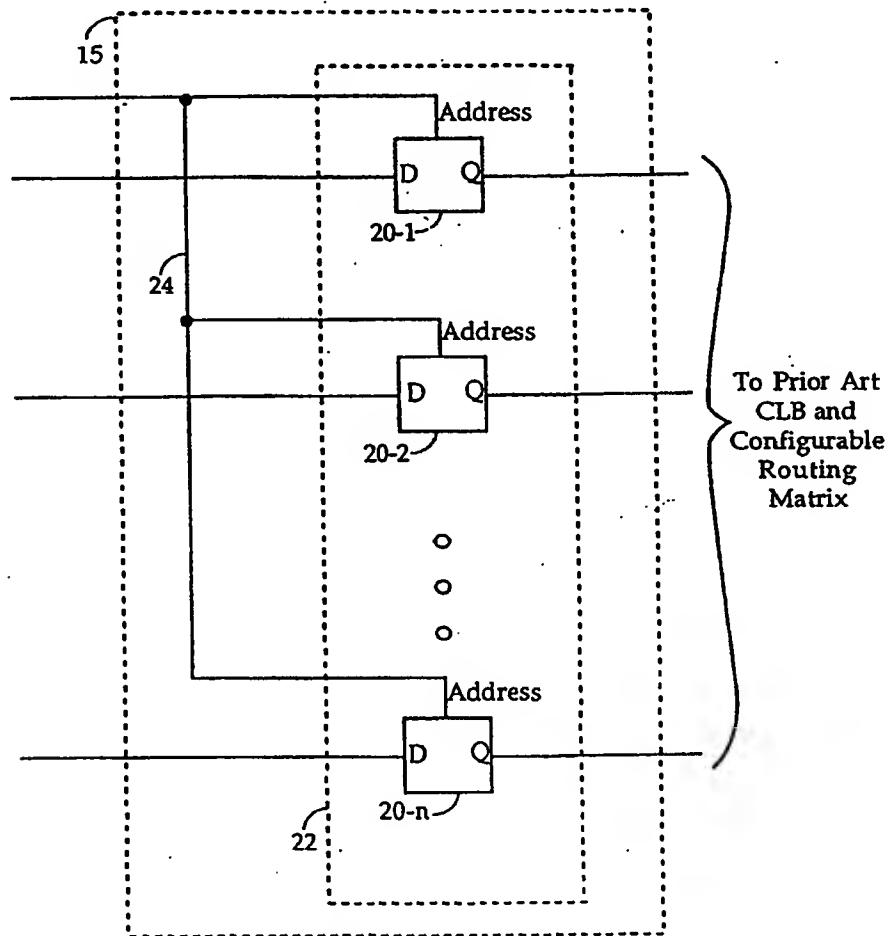 15
Address
D Q
20-1
24
Address
D Q
20-2
To Prior Art
CLB and
Configurable
Routing
Matrix
Address
D Q
20-n
22